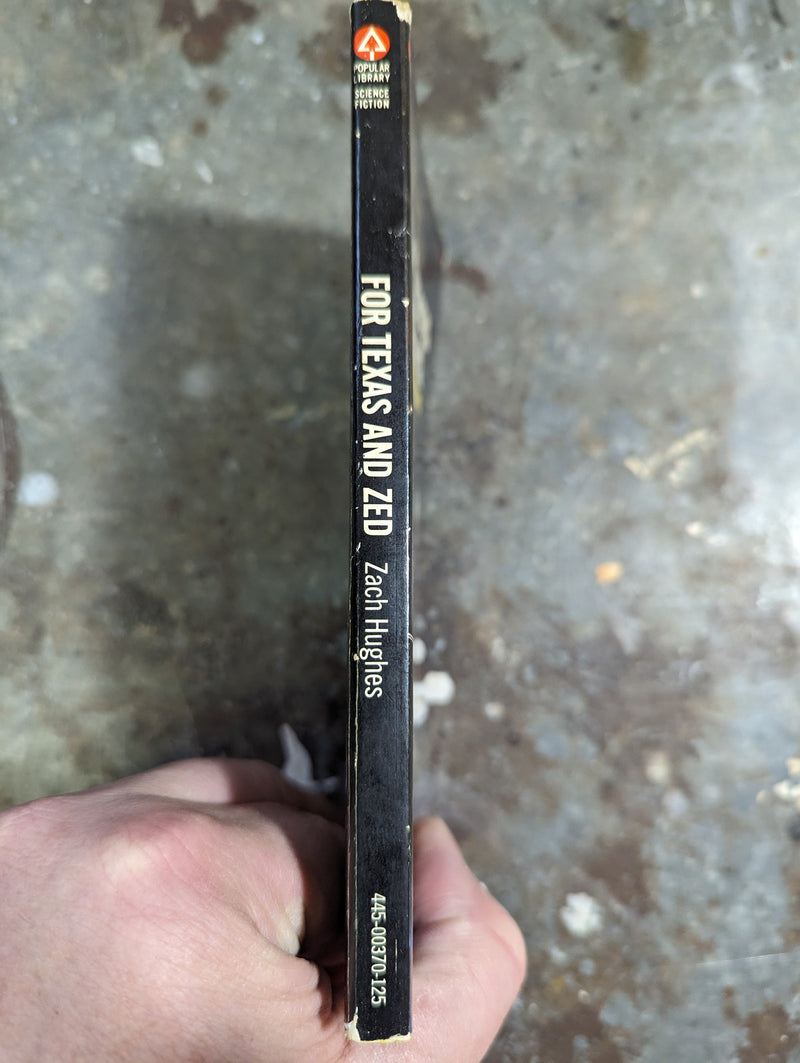 POPULAR
LIBRARY
SCIENCE
FICTION
FOR TEXAS AND ZED Zach Hughes
445-00370-125